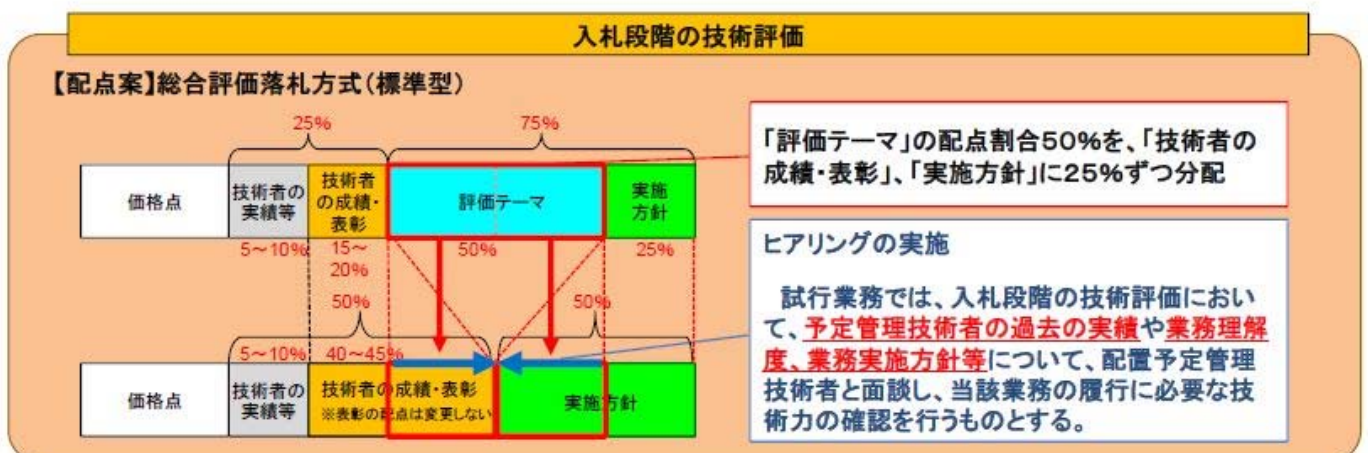 入札段階の技術評価
【配点案】総合評価落札方式(標準型)
25%
75%
価格点
技術者の
実績等
技術者
の成績・
表彰
評価テーマ
実施
方針
5～10%
15～
20%
50%
25%
50%
50%
5～10%
40～45%
価格点
技術者の
実績等
技術者の成績・表彰
※表彰の配点は変更しない
実施方針
「評価テーマ」の配点割合50%を、「技術者の
成績・表彰」、「実施方針」に25%ずつ分配
ヒアリングの実施
試行業務では、入札段階の技術評価におい
て、予定管理技術者の過去の実績や業務理解
度、業務実施方針等について、配置予定管理
技術者と面談し、当該業務の履行に必要な技
術力の確認を行うものとする。